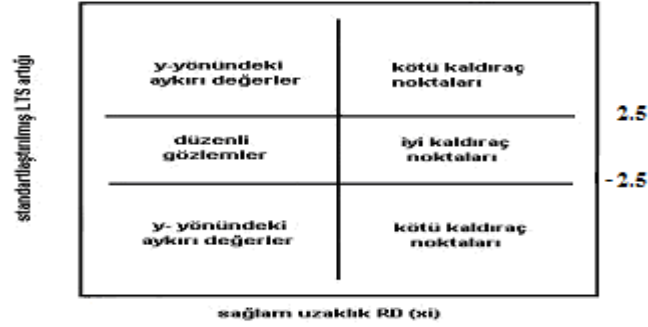 standartlaştırılmış LTS artığı
y-yönündeki
aykırı değerler
kötü kaldıraç
noktaları
2.5
düzenli
gözlemler
iyi kaldıraç
noktaları
-2.5
y- yönündeki
aykırı değerler
kötü kaldıraç
noktaları
sağlam uzaklık RD (xi)